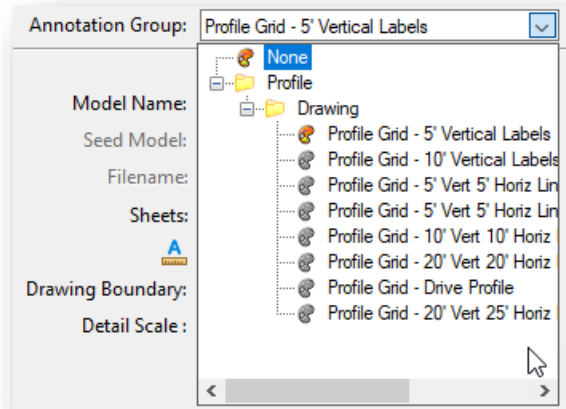 Annotation Group: Profile Grid - 5' Vertical Labels
None
Profile
Drawing
Profile Grid - 5' Vertical Labels
Profile Grid - 10' Vertical Labels
Profile Grid - 5' Vert 5' Horiz Lin
Profile Grid - 5' Vert 5' Horiz Lin
Profile Grid - 10' Vert 10' Horiz
Profile Grid - 20' Vert 20' Horiz
Profile Grid - Drive Profile
Profile Grid - 20' Vert 25' Horiz
Model Name:
Seed Model:
Filename:
Sheets:
A
Drawing Boundary:
Detail Scale :